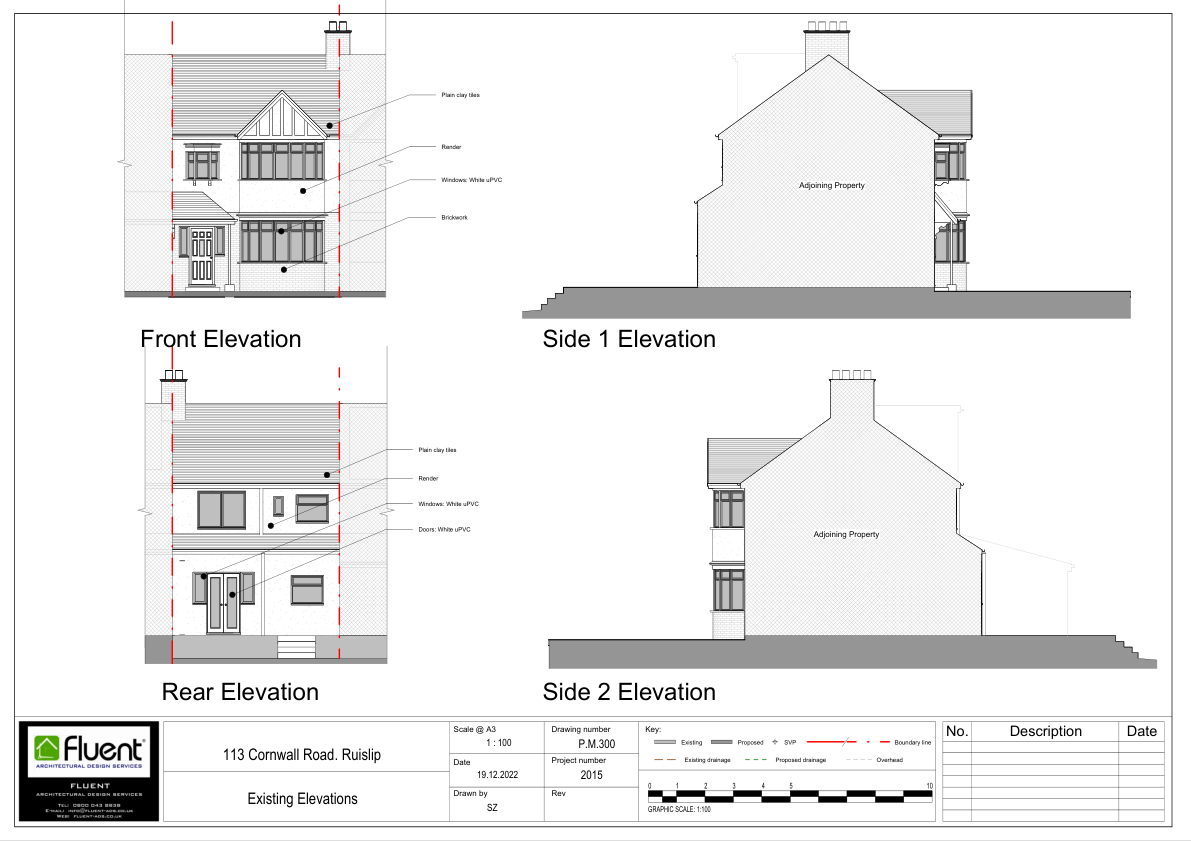 Plain clay tiles
Render
Windows: White uPVC
Brickwork
Adjoining Property
Front Elevation
Side 1 Elevation
Plain clay tiles
Render
Windows: White uPVC
Doors: White uPVC
Adjoining Property
Rear Elevation
Side 2 Elevation
fluent
ARCHITECTURAL DESIGN SERVICES
FLUENT
ARCHITECTURAL DESIGN SERVICES
Tel: 0800 043 8838
E-mail: info@fluent-ads.co.uk
Web: fluent-ads.co.uk
113 Cornwall Road. Ruislip
Existing Elevations
Scale @ A3
1 : 100
Date
19.12.2022
Drawn by
SZ
Drawing number
P.M.300
Project number
2015
Rev
Key:
Existing Proposed SVP Boundary line
Existing drainage Proposed drainage Overhead
0 1 2 3 4 5 10
GRAPHIC SCALE: 1:100
No. Description Date